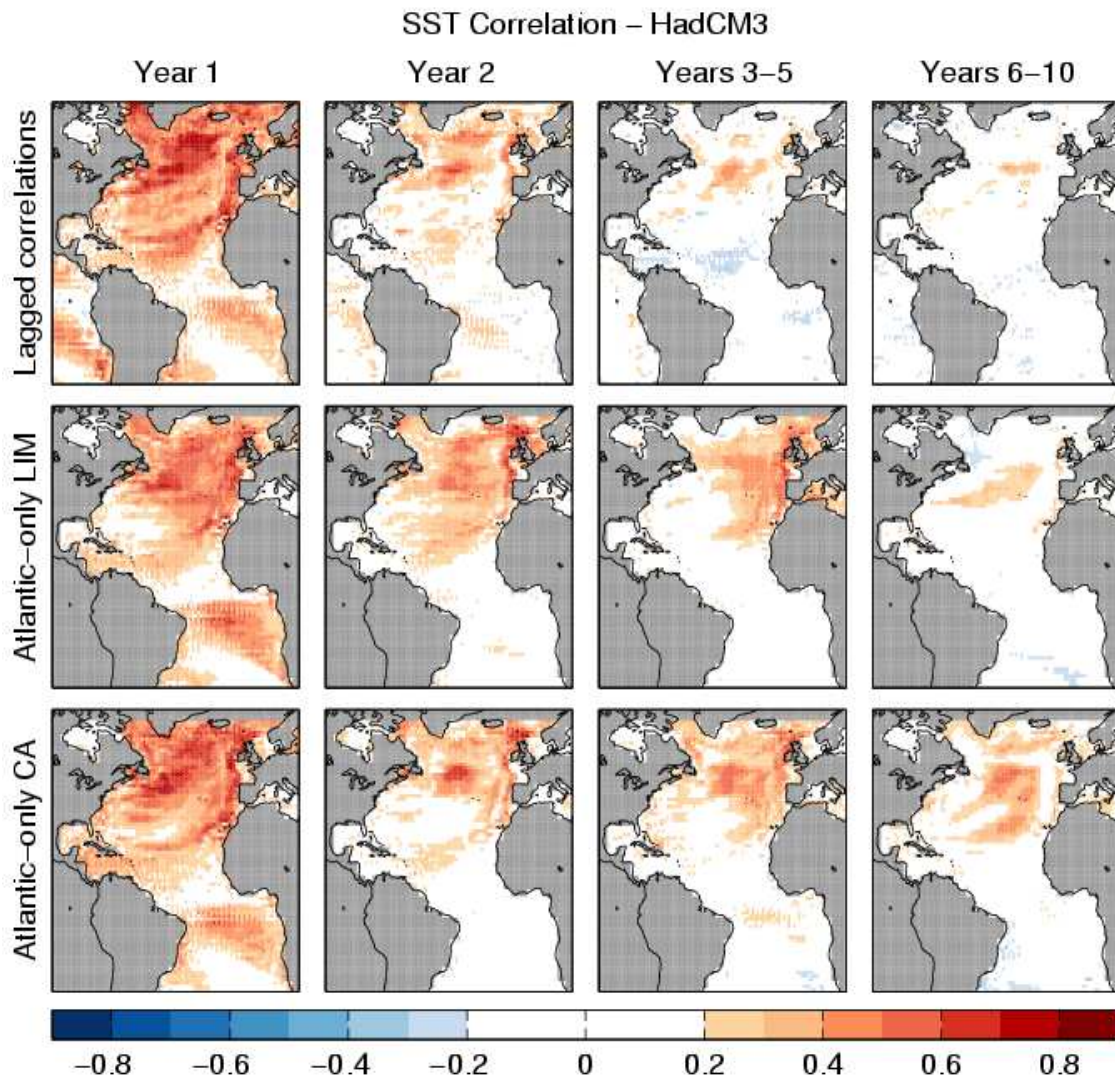 SST Correlation – HadCM3
Year 1 Year 2 Years 3–5 Years 6–10
Lagged correlations
Atlantic–only LIM
Atlantic–only CA
−0.8 −0.6 −0.4 −0.2 0 0.2 0.4 0.6 0.8